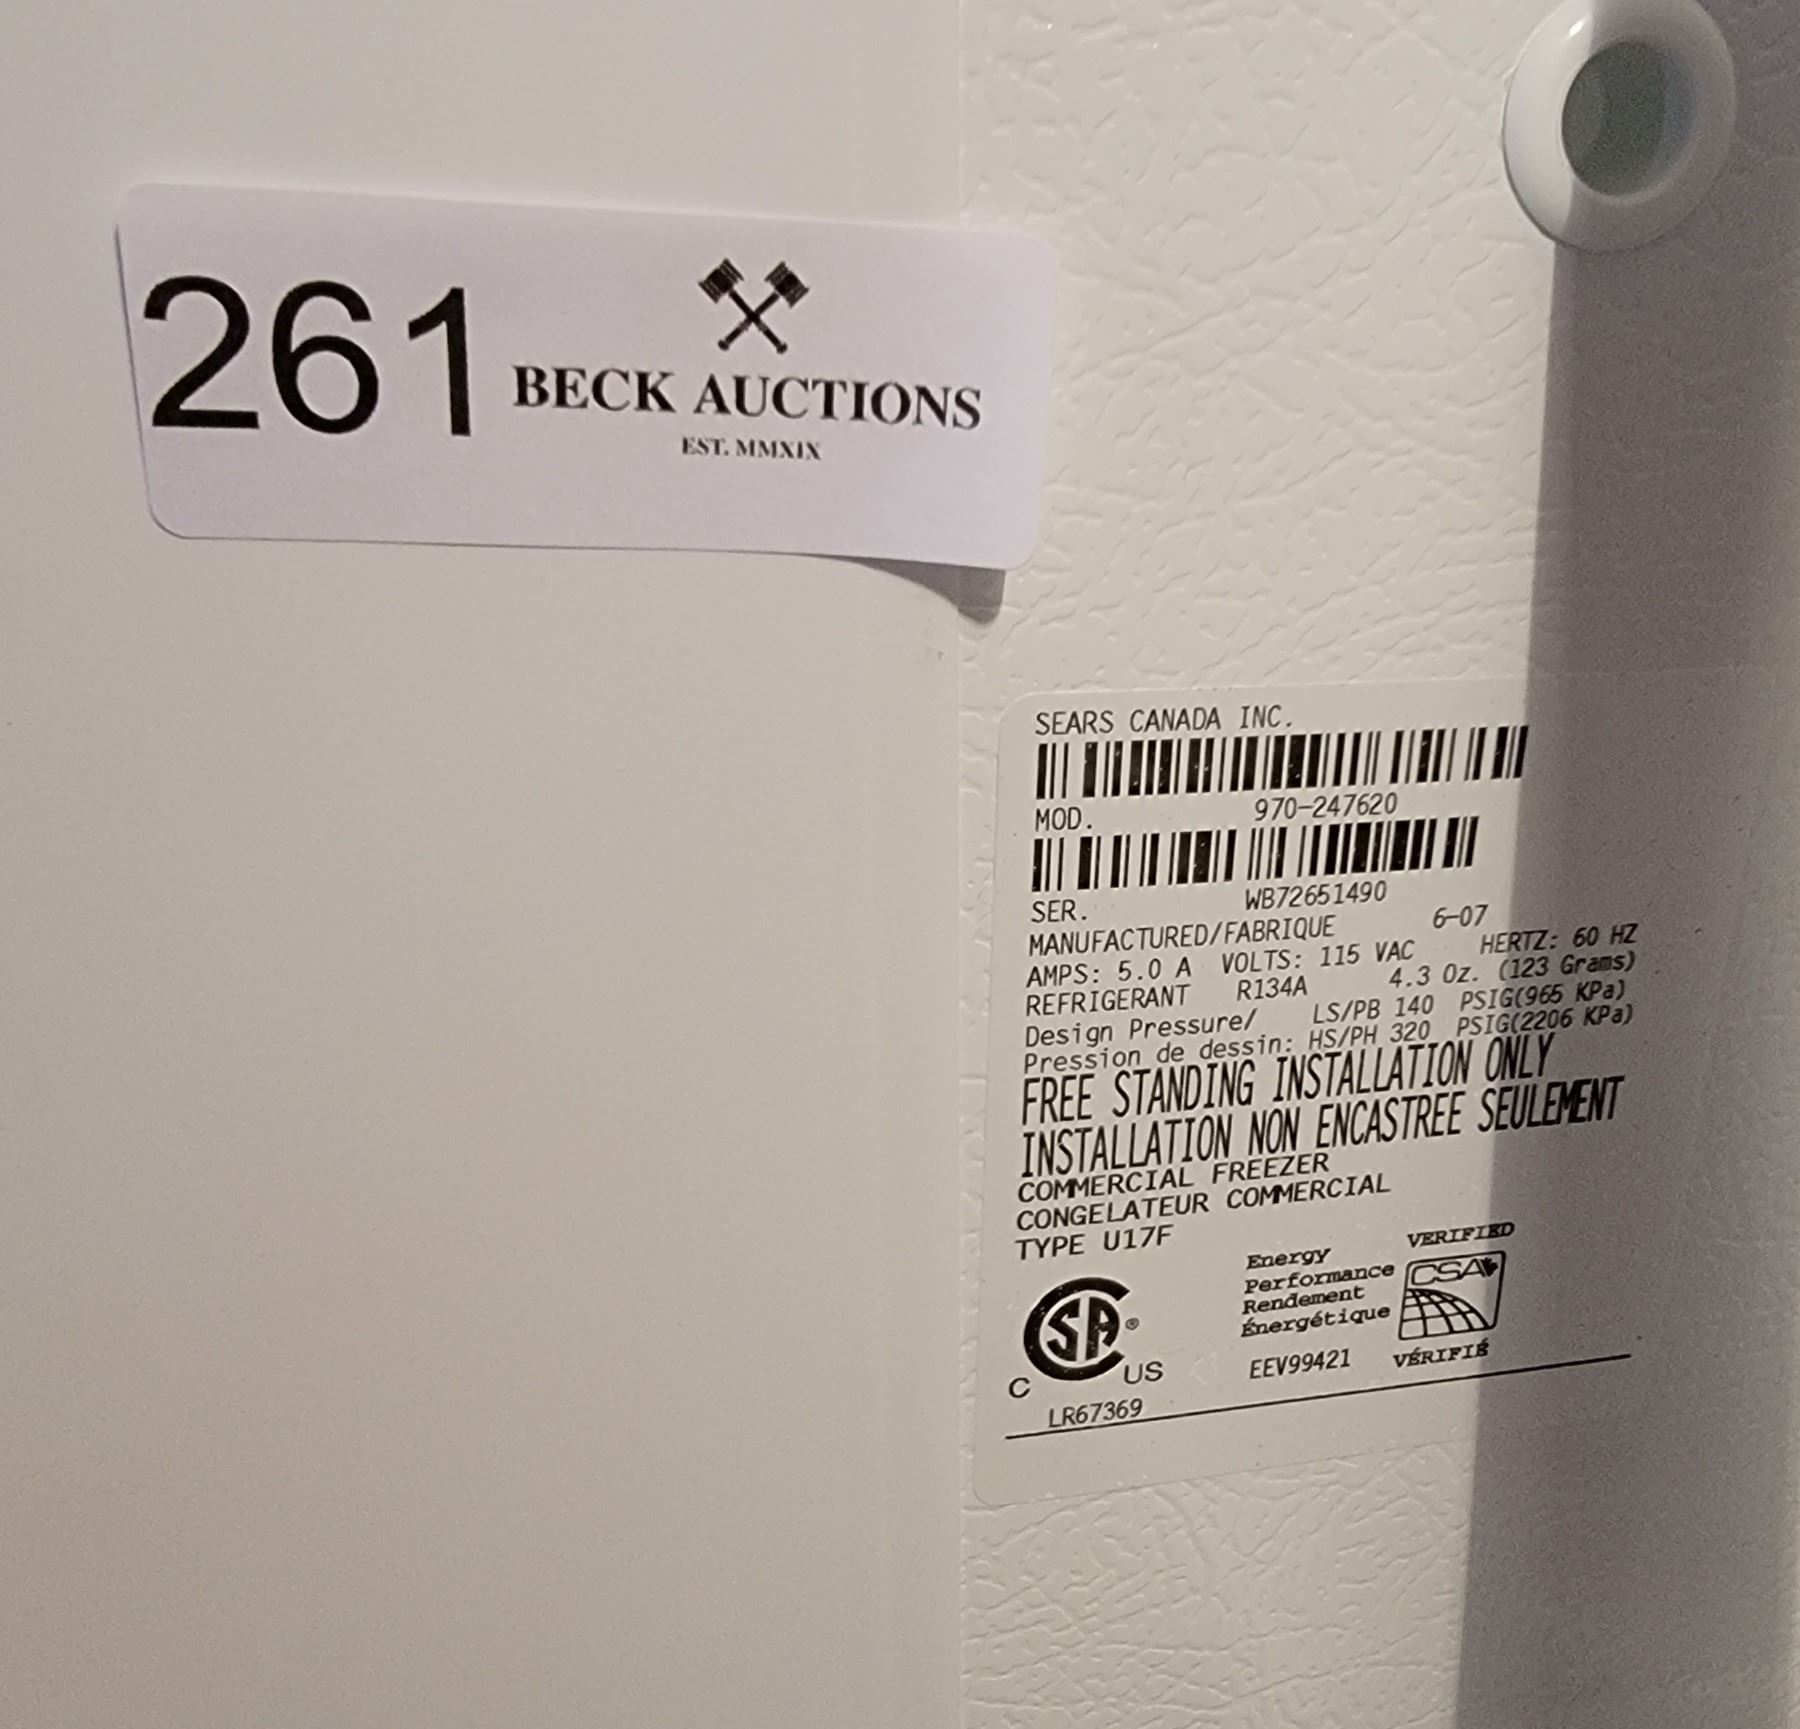 261
BECK AUCTIONS
EST. MMXIX
SEARS CANADA INC.
MOD. 970-247620
SER. WB72651490
MANUFACTURED/FABRIQUE 6-07
AMPS: 5.0 A VOLTS: 115 VAC HERTZ: 60 HZ
REFRIGERANT R134A 4.3 Oz. (123 Grams)
Design Pressure/ LS/PB 140 PSIG(965 KPa)
Pression de dessin: HS/PH 320 PSIG(2206 KPa)
FREE STANDING INSTALLATION ONLY
INSTALLATION NON ENCASTREE SEULEMENT
COMMERCIAL FREEZER
CONGELATEUR COMMERCIAL
TYPE U17F
C SA® US
LR67369
Energy
Performance
Rendement
Énergétique
EEV99421
VERIFIED
CSA
VÉRIFIÉ